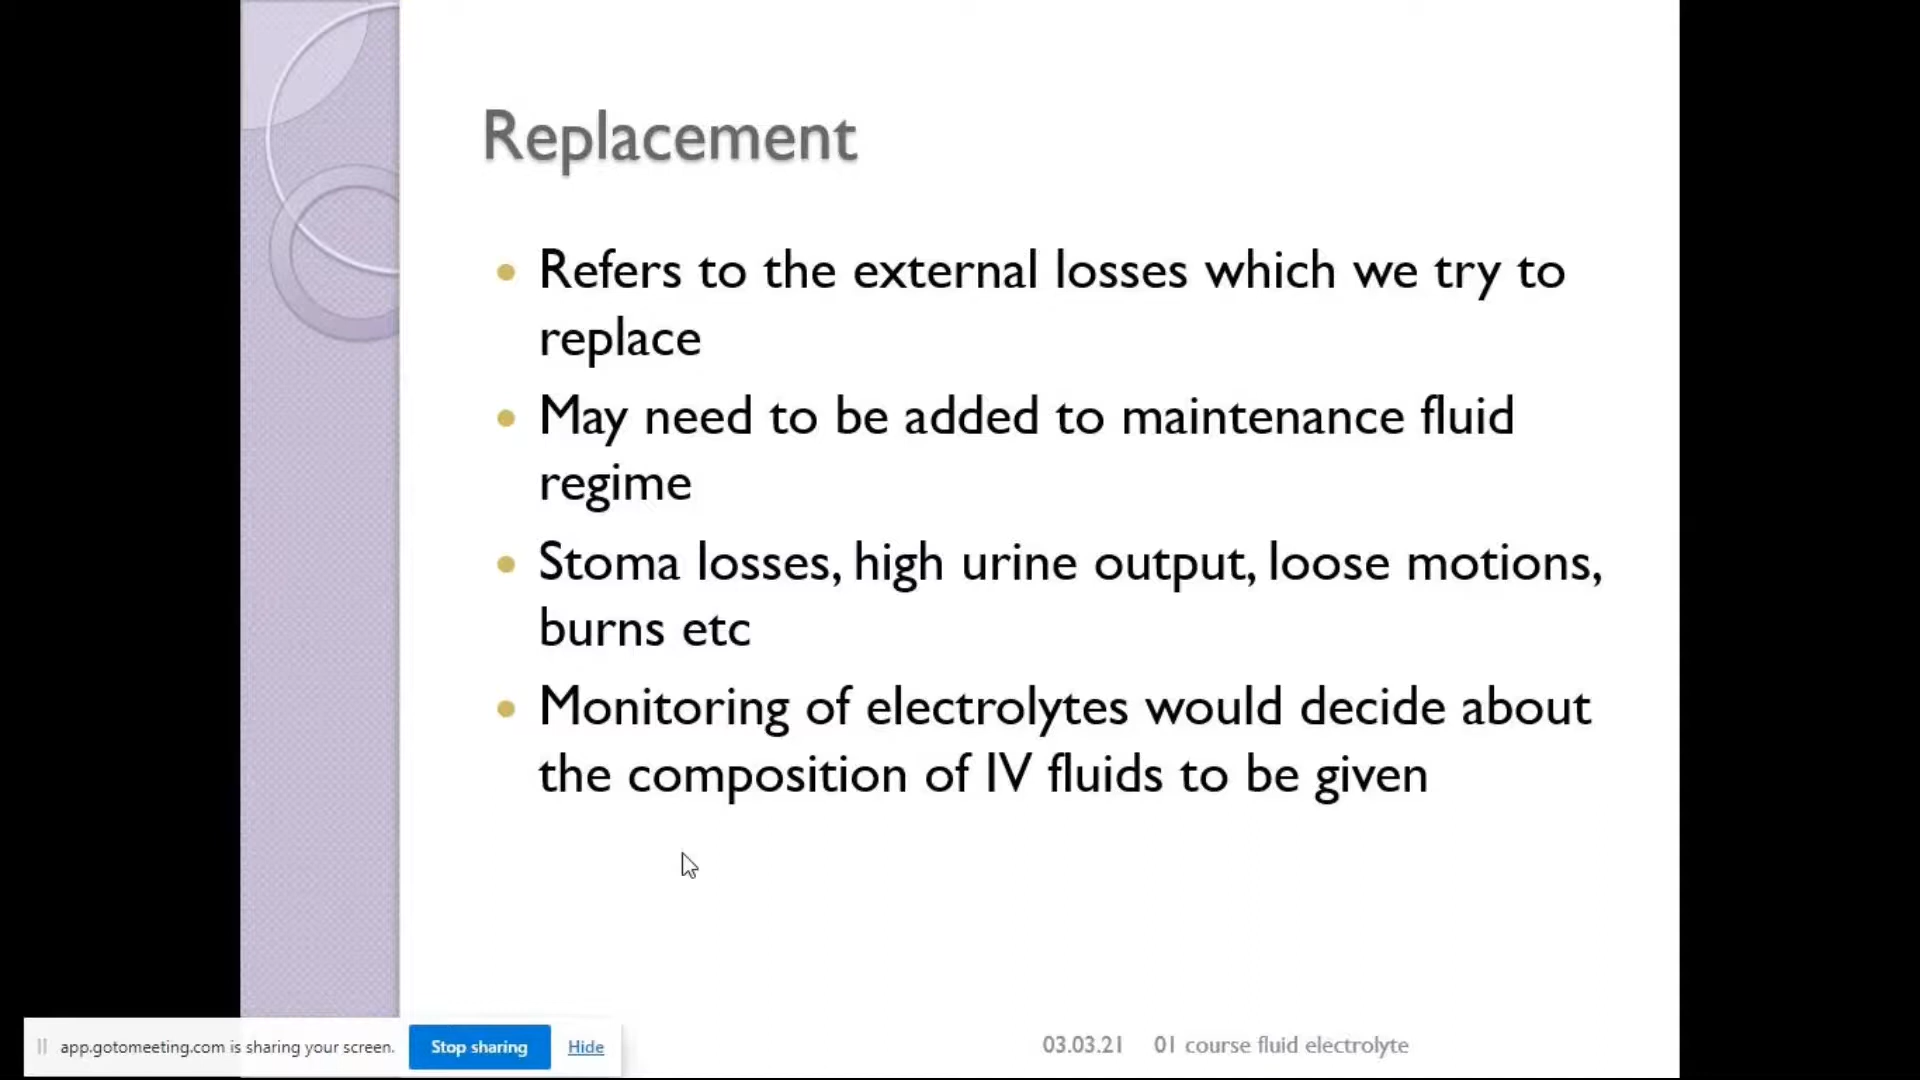 Replacement
Refers to the external losses which we try to
replace
May need to be added to maintenance fluid
regime
Stoma losses, high urine output, loose motions,
burns etc
Monitoring of electrolytes would decide about
the composition of IV fluids to be given
03.03.21 01 course fluid electrolyte
app.gotomeeting.com is sharing your screen. Stop sharing Hide